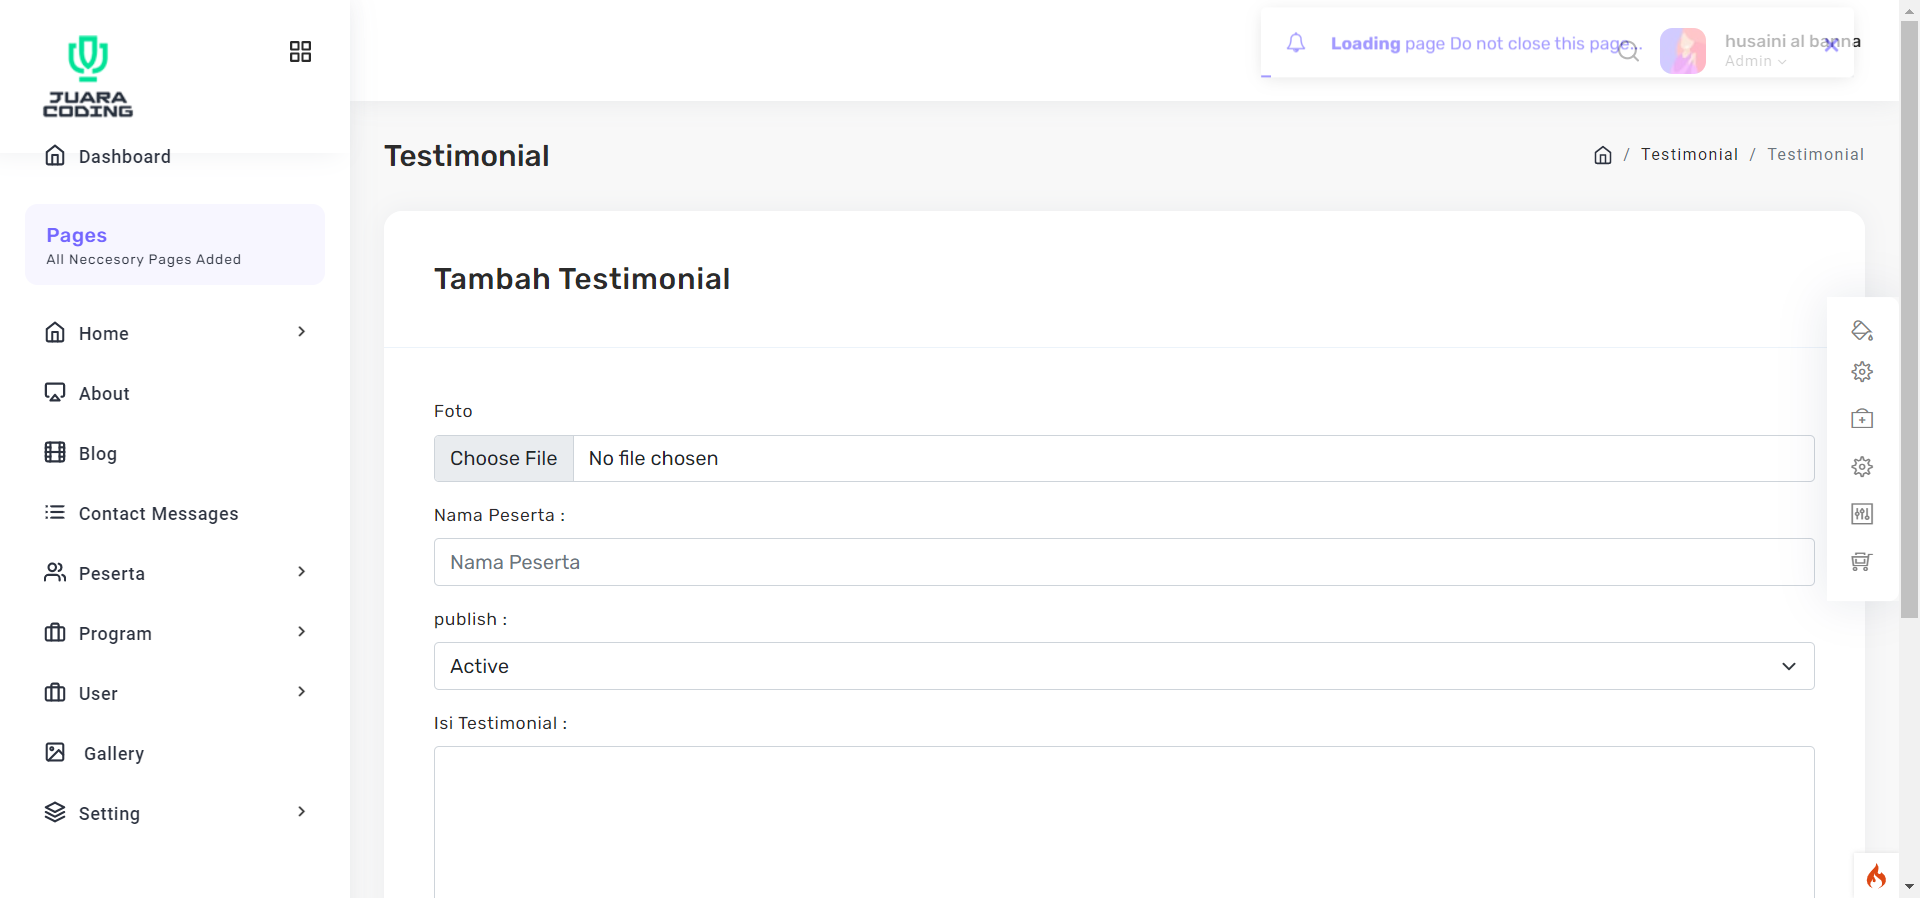 JUARA
CODING
Loading page Do not close this page...
husaini al banna
Admin
Dashboard
Pages
All Neccesory Pages Added
Home
About
Blog
Contact Messages
Peserta
Program
User
Gallery
Setting
Testimonial
/ Testimonial / Testimonial
Tambah Testimonial
Foto
Choose File No file chosen
Nama Peserta :
Nama Peserta
publish :
Active
Isi Testimonial :